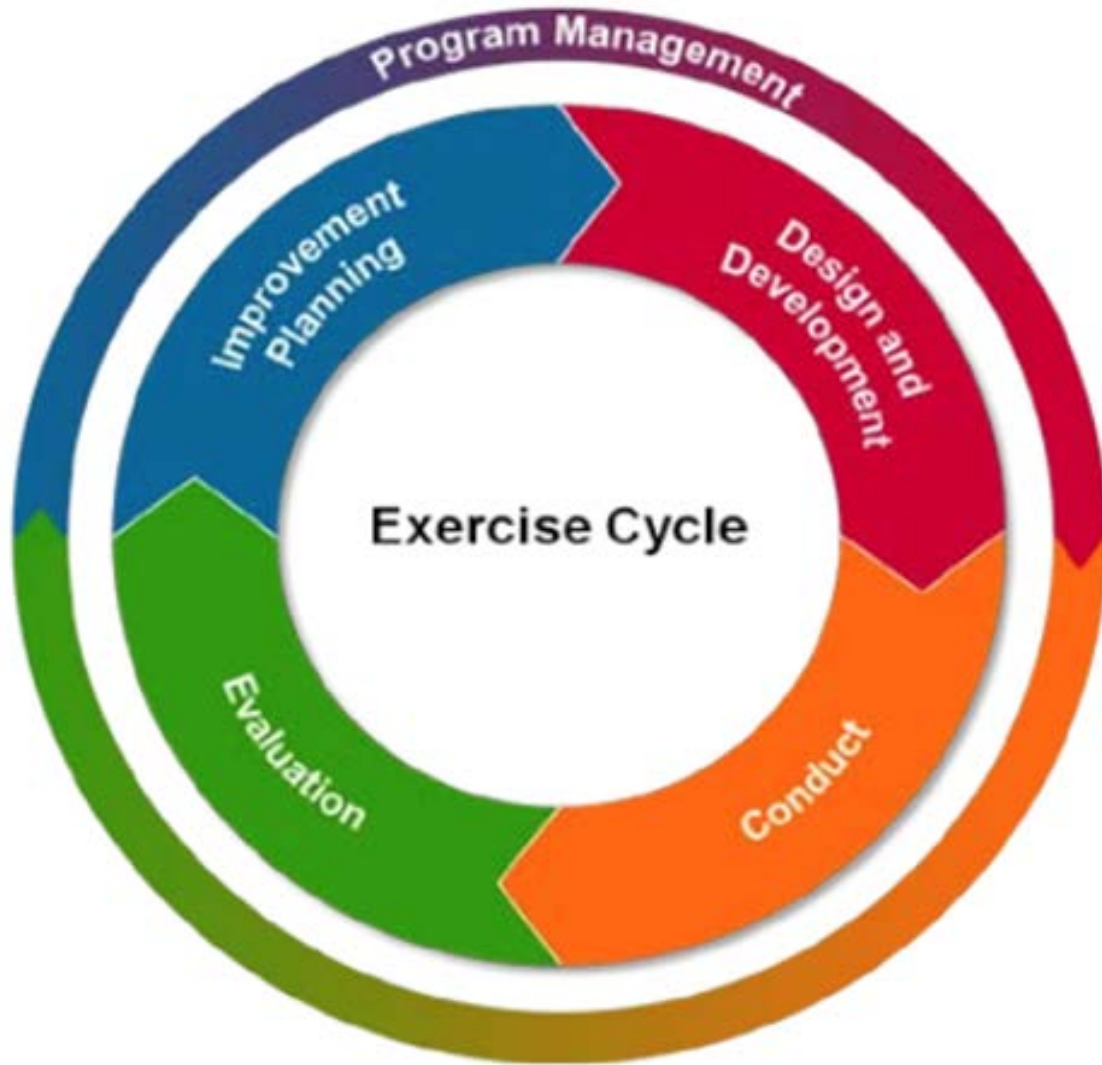 Program Management
Improvement
Planning
Design and
Development
Exercise Cycle
Evaluation
Conduct